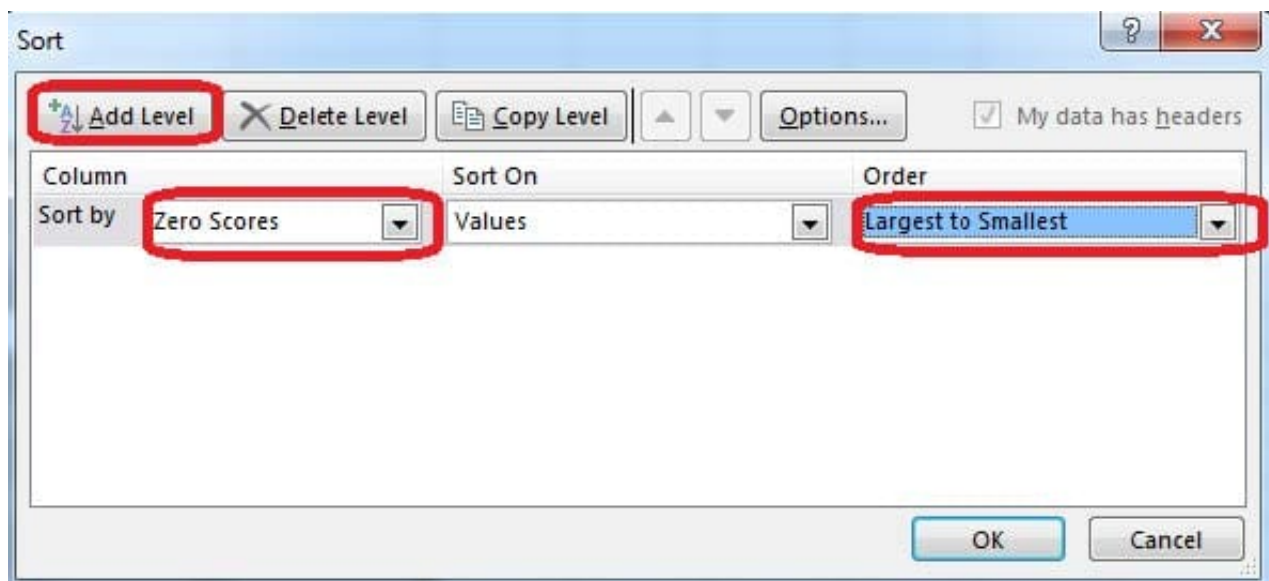 Sort
Add Level Delete Level Copy Level Options... My data has headers
Column Sort On Order
Sort by Zero Scores Values Largest to Smallest
OK Cancel